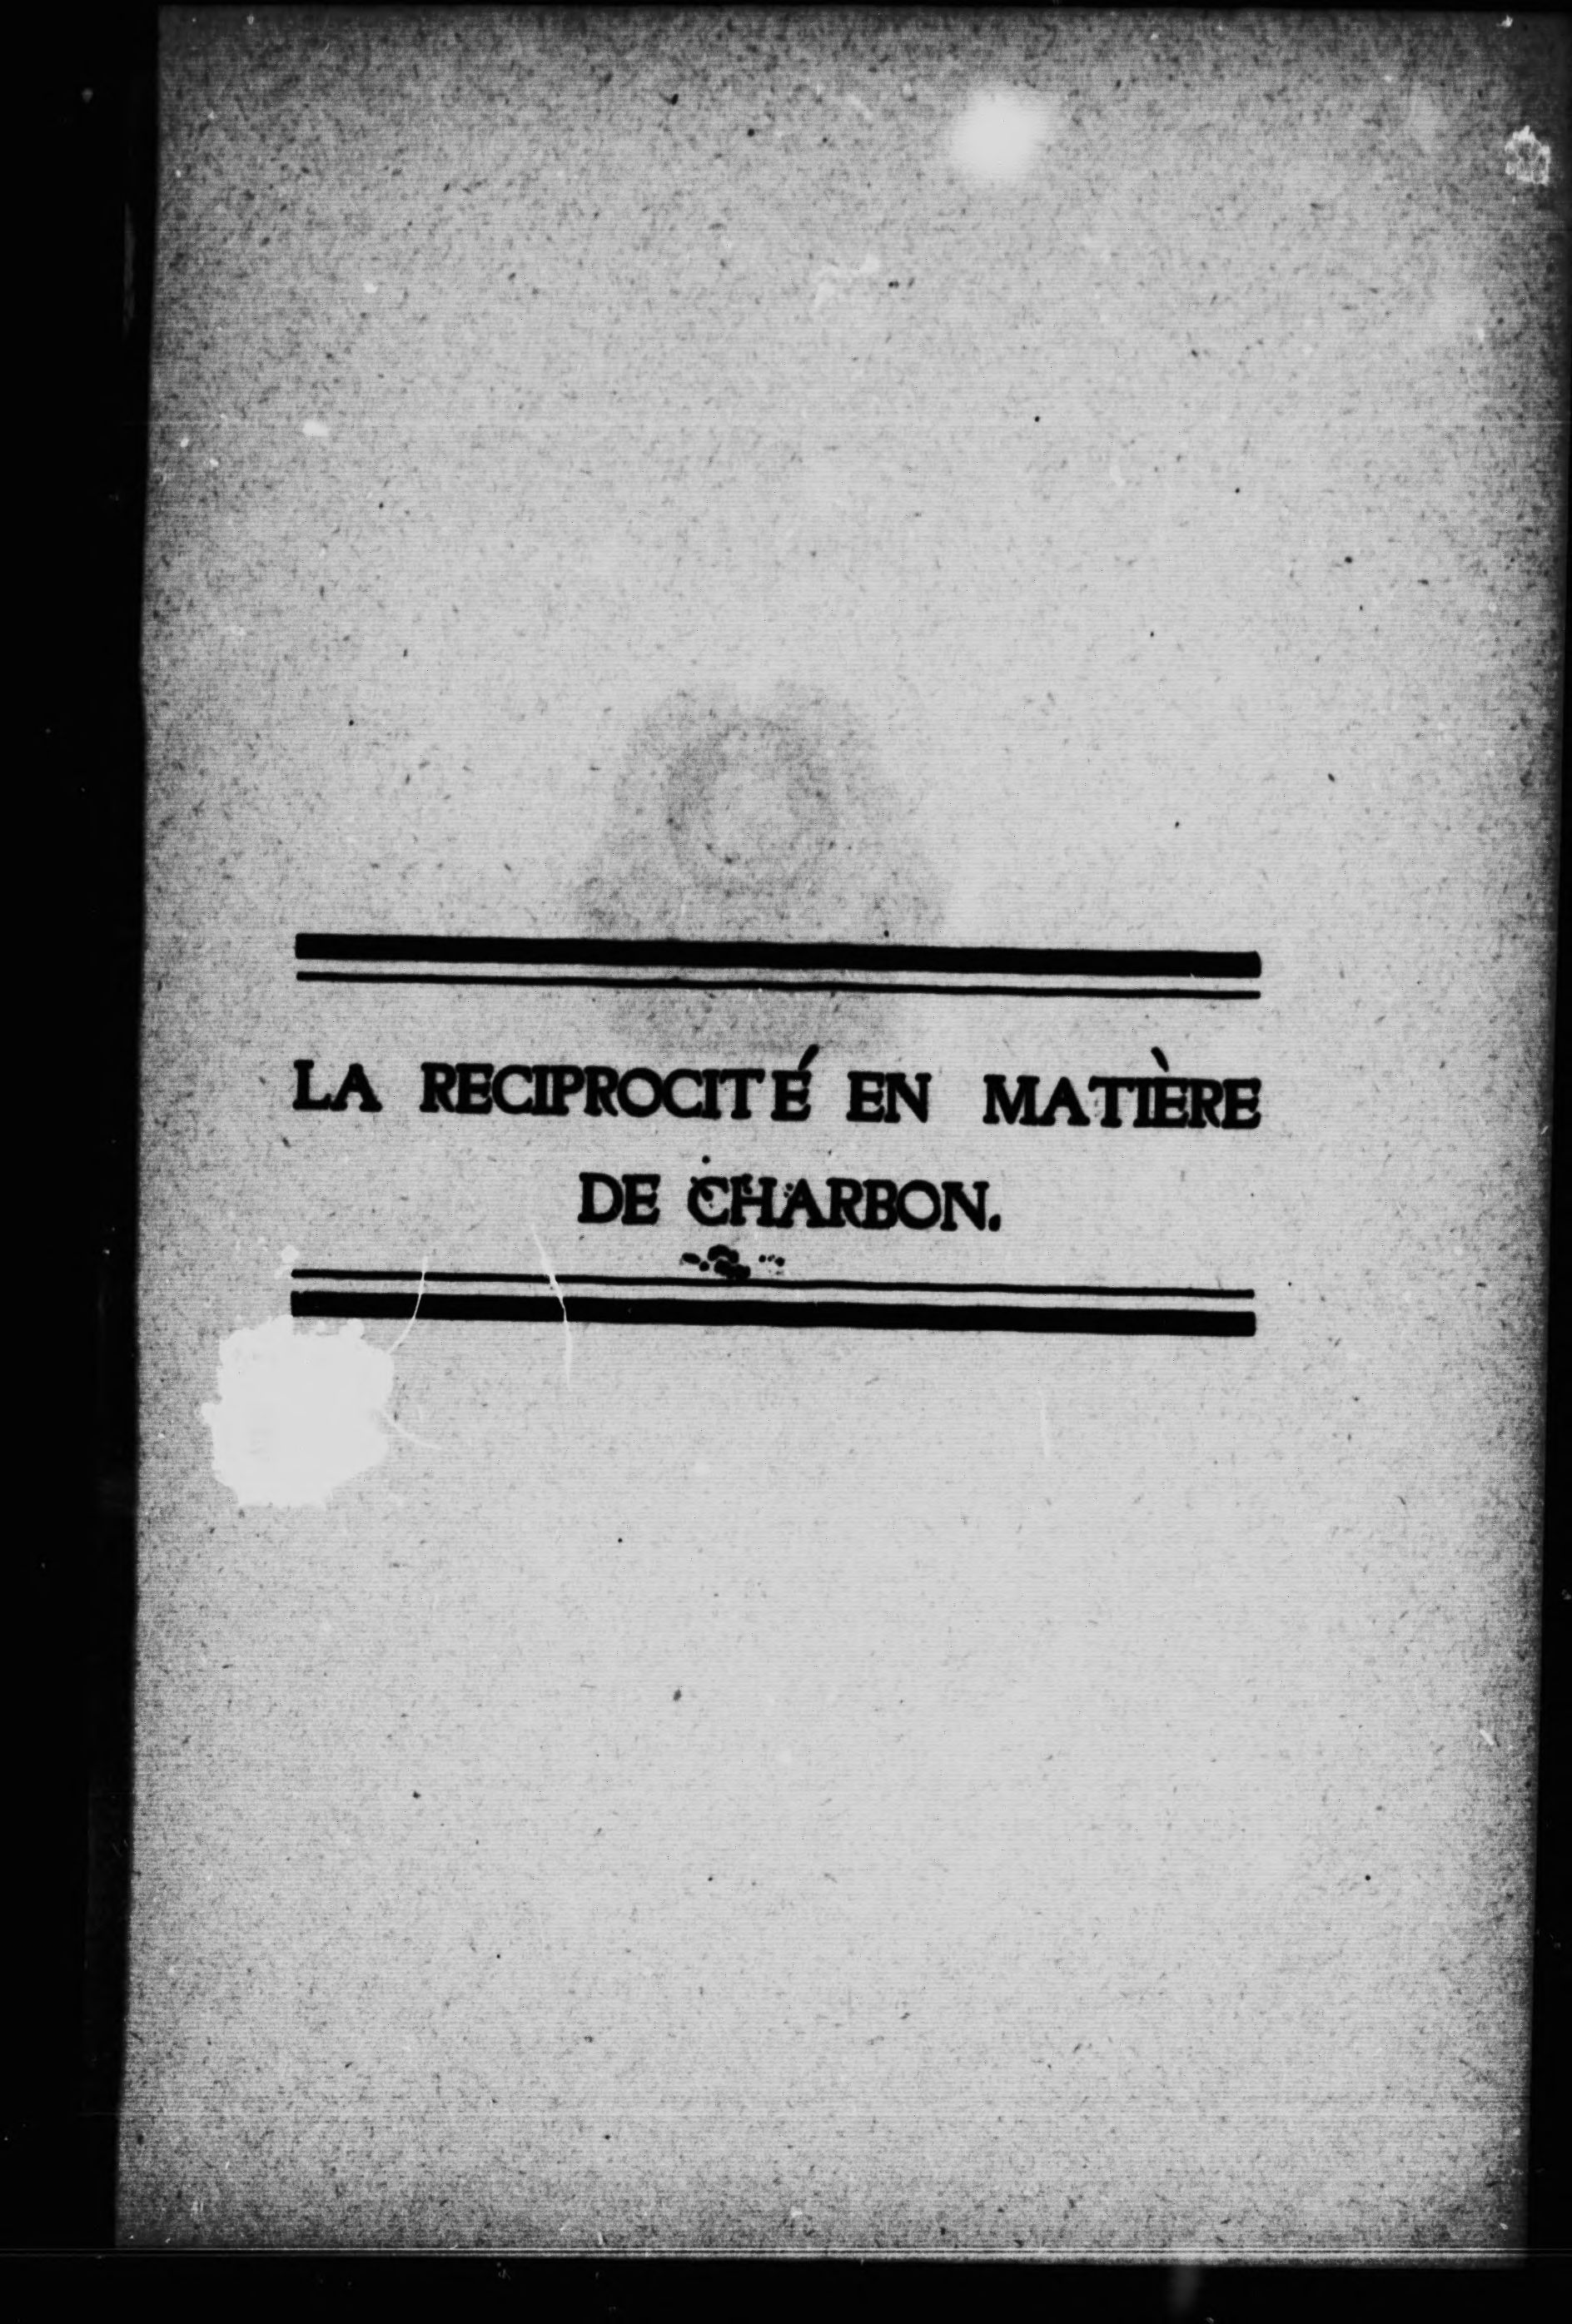 LA RECIPROCITÉ EN MATIÈRE
DE CHARBON.